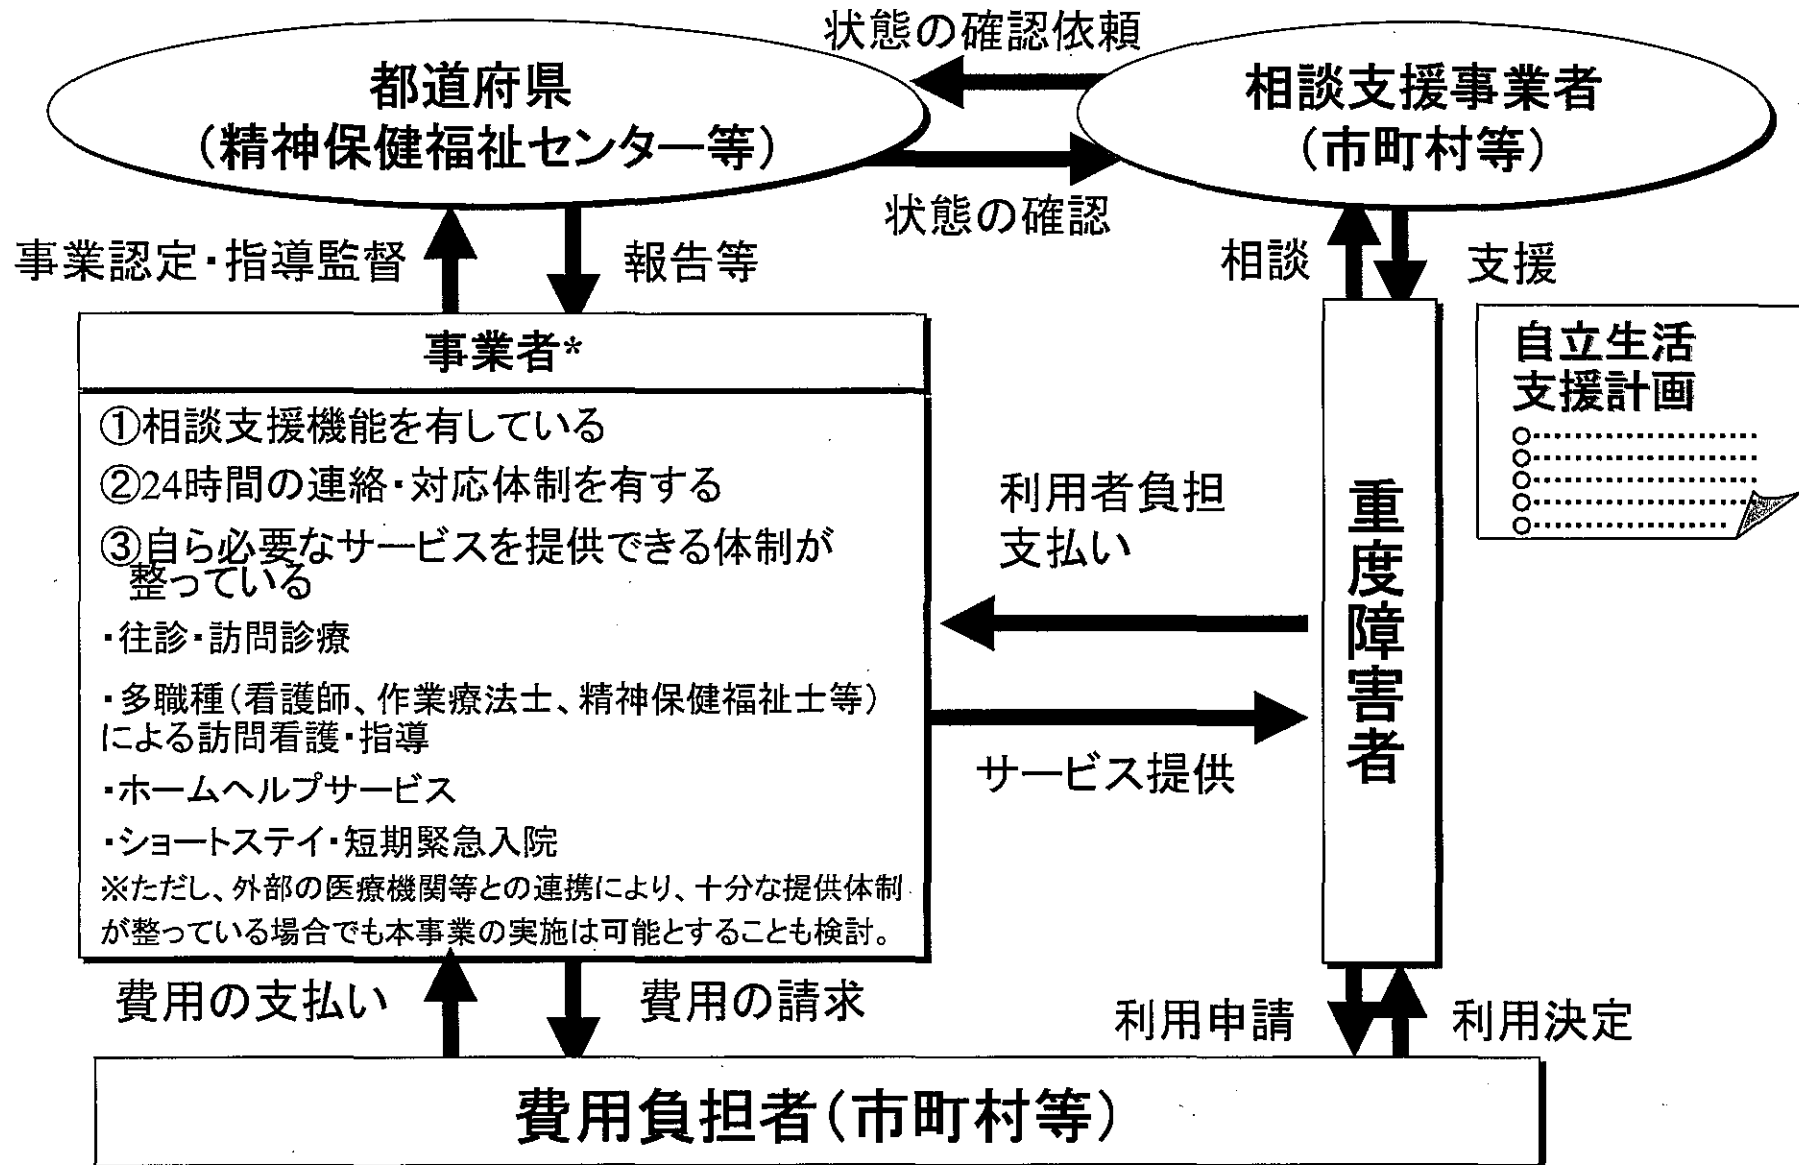 状態の確認依頼
都道府県
（精神保健福祉センター等）
相談支援事業者
（市町村等）
状態の確認
事業認定・指導監督
報告等
相談
支援
事業者*
①相談支援機能を有している
②24時間の連絡・対応体制を有する
③自ら必要なサービスを提供できる体制が
整っている
・往診・訪問診療
・多職種（看護師、作業療法士、精神保健福祉士等）
による訪問看護・指導
・ホームヘルプサービス
・ショートステイ・短期緊急入院
※ただし、外部の医療機関等との連携により、十分な提供体制
が整っている場合でも本事業の実施は可能とすることも検討。
利用者負担
支払い
サービス提供
重度障害者
自立生活
支援計画
費用の支払い
費用の請求
利用申請
利用決定
費用負担者（市町村等）